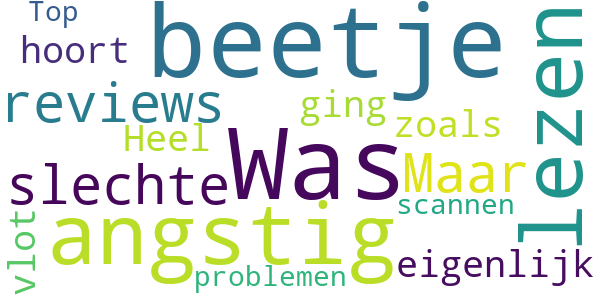 Top
beetje
hoort
lezen
reviews
ging
zoals
Heel
Was
Maar
slechte
scannen
angstig
vlot
eigenlijk
problemen